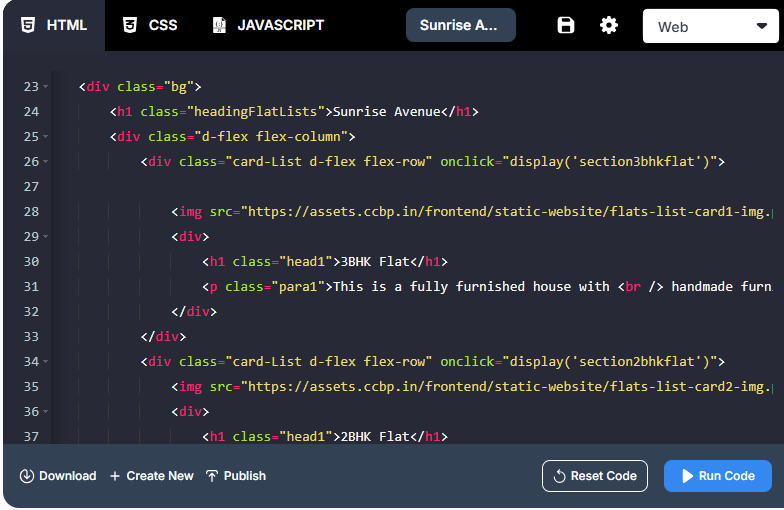 HTML CSS JAVASCRIPT Sunrise A... Web
23 <div class="bg">
24 <h1 class="headingFlatLists">Sunrise Avenue</h1>
25 <div class="d-flex flex-column">
26 <div class="card-List d-flex flex-row" onclick="display('section3bhkflat')">
27
28 <img src="https://assets.ccbp.in/frontend/static-website/flats-list-card1-img.p
29 <div>
30 <h1 class="head1">3BHK Flat</h1>
31 <p class="para1">This is a fully furnished house with <br /> handmade furn
32 </div>
33 </div>
34 <div class="card-List d-flex flex-row" onclick="display('section2bhkflat')">
35 <img src="https://assets.ccbp.in/frontend/static-website/flats-list-card2-img.p
36 <div>
37 <h1 class="head1">2BHK Flat</h1>
Download + Create New Publish Reset Code Run Code